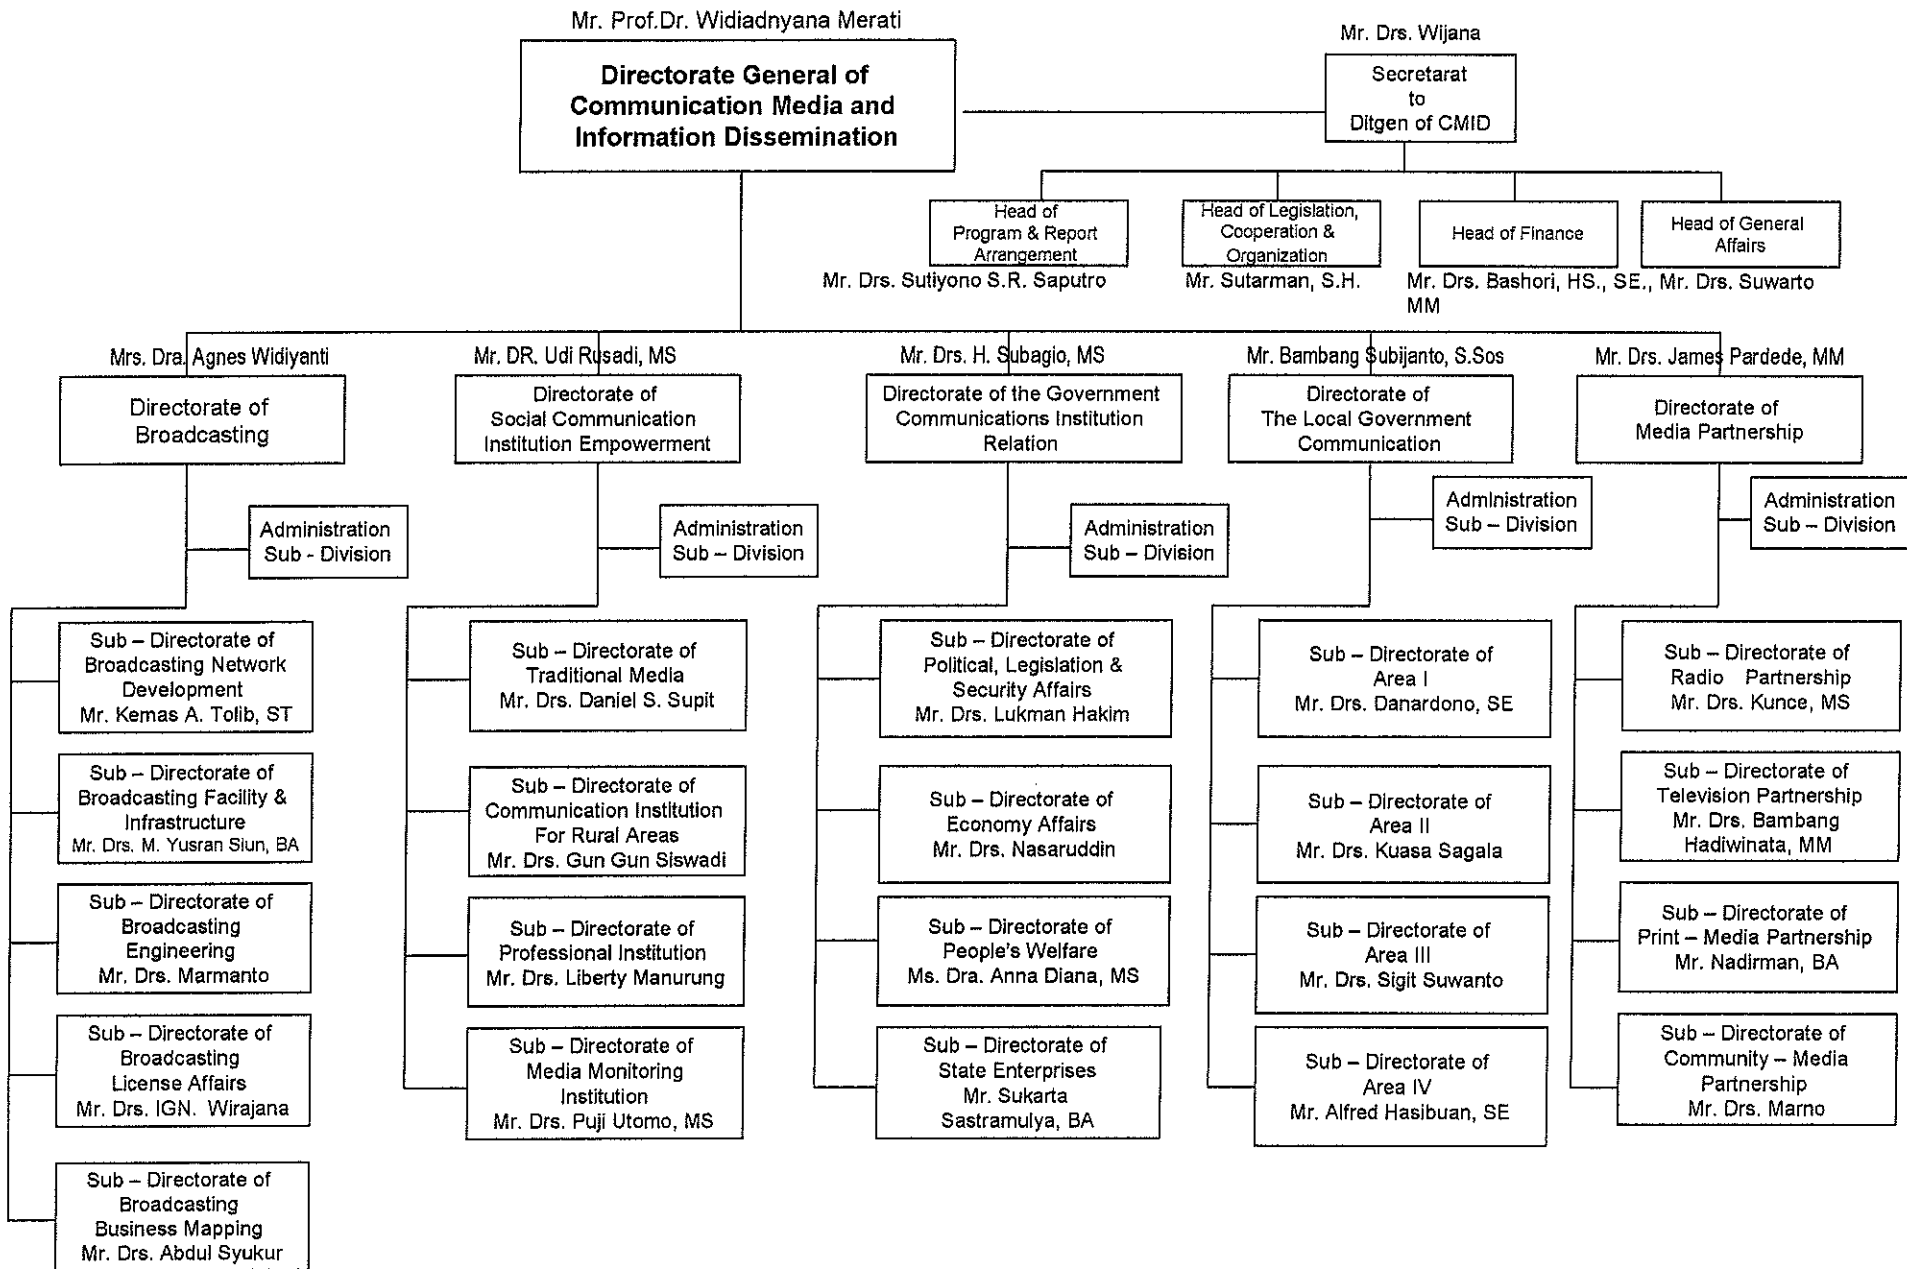 Mr. Prof.Dr. Widiadnyana Merati
Directorate General of
Communication Media and
Information Dissemination
Mr. Drs. Wijana
Secretarat
to
Ditgen of CMID
Head of
Program & Report
Arrangement
Mr. Drs. Sutiyono S.R. Saputro
Head of Legislation,
Cooperation &
Organization
Mr. Sutarman, S.H.
Head of Finance
Mr. Drs. Bashori, HS., SE.,
MM
Head of General
Affairs
Mr. Drs. Suwarto
Mrs. Dra. Agnes Widiyanti
Directorate of
Broadcasting
Administration
Sub - Division
Sub – Directorate of
Broadcasting Network
Development
Mr. Kemas A. Tolib, ST
Sub – Directorate of
Broadcasting Facility &
Infrastructure
Mr. Drs. M. Yusran Siun, BA
Sub – Directorate of
Broadcasting
Engineering
Mr. Drs. Marmanto
Sub – Directorate of
Broadcasting
License Affairs
Mr. Drs. IGN. Wirajana
Sub – Directorate of
Broadcasting
Business Mapping
Mr. Drs. Abdul Syukur
Mr. DR. Udi Rusadi, MS
Directorate of
Social Communication
Institution Empowerment
Administration
Sub – Division
Sub – Directorate of
Traditional Media
Mr. Drs. Daniel S. Supit
Sub – Directorate of
Communication Institution
For Rural Areas
Mr. Drs. Gun Gun Siswadi
Sub – Directorate of
Professional Institution
Mr. Drs. Liberty Manurung
Sub – Directorate of
Media Monitoring
Institution
Mr. Drs. Puji Utomo, MS
Mr. Drs. H. Subagio, MS
Directorate of the Government
Communications Institution
Relation
Administration
Sub – Division
Sub – Directorate of
Political, Legislation &
Security Affairs
Mr. Drs. Lukman Hakim
Sub – Directorate of
Economy Affairs
Mr. Drs. Nasaruddin
Sub – Directorate of
People's Welfare
Ms. Dra. Anna Diana, MS
Sub – Directorate of
State Enterprises
Mr. Sukarta
Sastramulya, BA
Mr. Bambang Subijanto, S.Sos
Directorate of
The Local Government
Communication
Administration
Sub – Division
Sub – Directorate of
Area I
Mr. Drs. Danardono, SE
Sub – Directorate of
Area II
Mr. Drs. Kuasa Sagala
Sub – Directorate of
Area III
Mr. Drs. Sigit Suwanto
Sub – Directorate of
Area IV
Mr. Alfred Hasibuan, SE
Mr. Drs. James Pardede, MM
Directorate of
Media Partnership
Administration
Sub – Division
Sub – Directorate of
Radio Partnership
Mr. Drs. Kunce, MS
Sub – Directorate of
Television Partnership
Mr. Drs. Bambang
Hadiwinata, MM
Sub – Directorate of
Print – Media Partnership
Mr. Nadirman, BA
Sub – Directorate of
Community – Media
Partnership
Mr. Drs. Marno